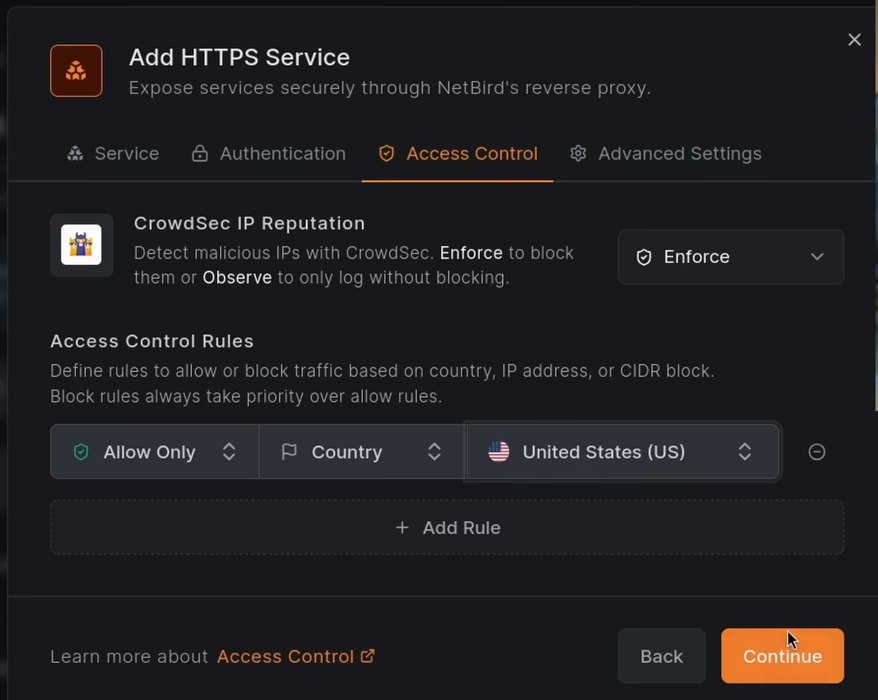 Add HTTPS Service
Expose services securely through NetBird's reverse proxy.
Service Authentication Access Control Advanced Settings
CrowdSec IP Reputation
Detect malicious IPs with CrowdSec. Enforce to block
them or Observe to only log without blocking.
Enforce
Access Control Rules
Define rules to allow or block traffic based on country, IP address, or CIDR block.
Block rules always take priority over allow rules.
Allow Only Country United States (US)
+ Add Rule
Learn more about Access Control
Back Continue